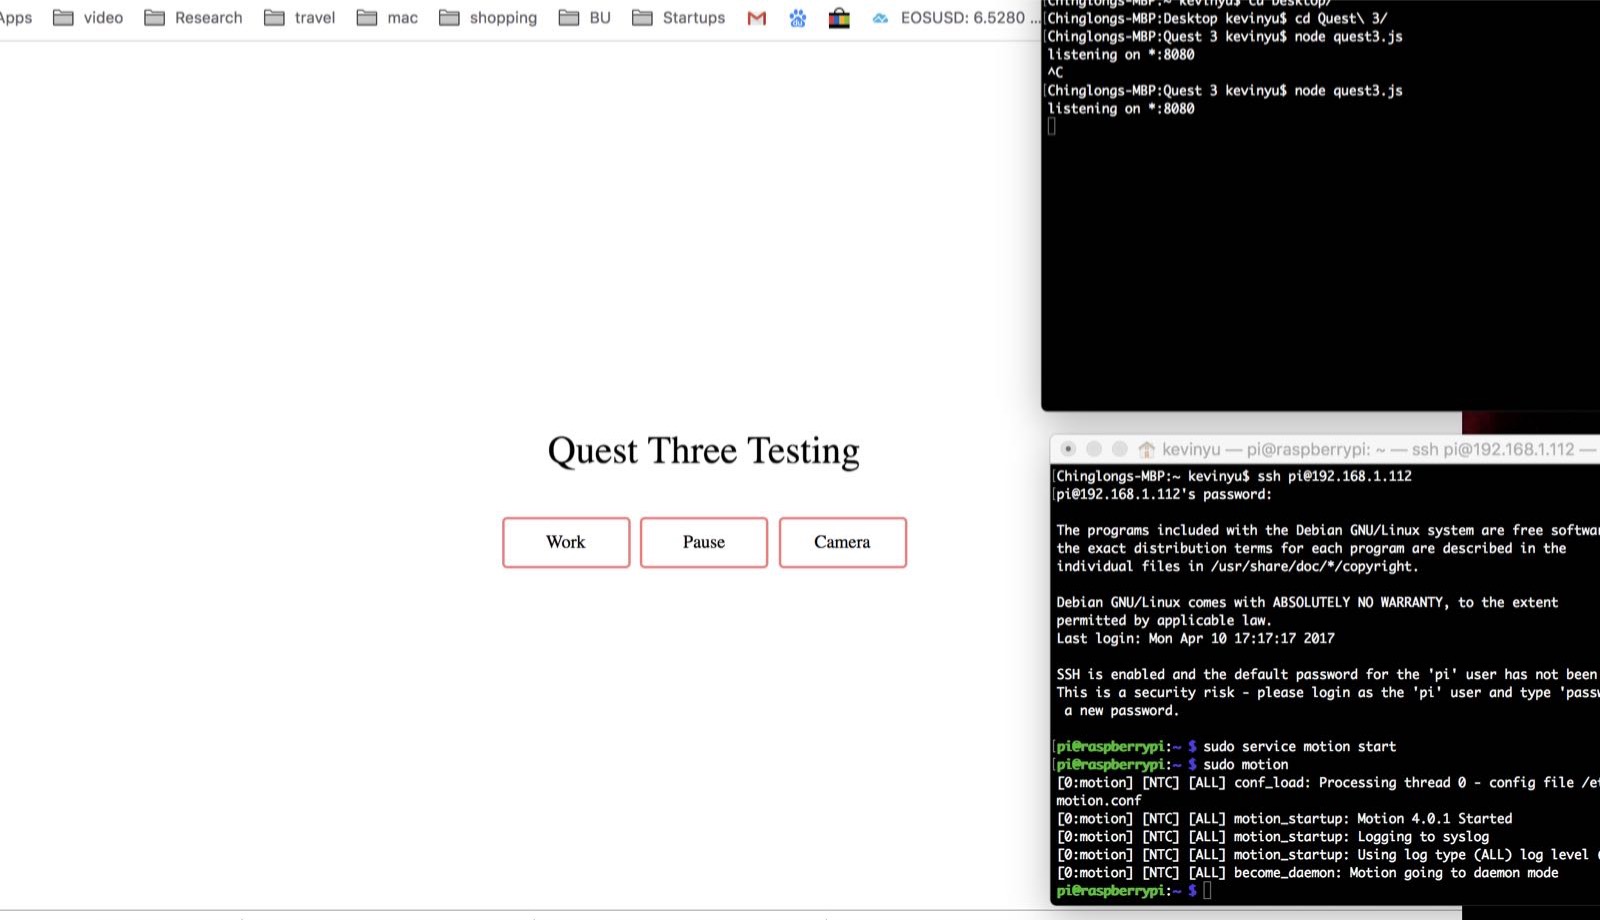 video Research travel mac shopping BU Startups EOSUSD: 6.5280 ...
Quest Three Testing
Work Pause Camera
[Chinglongs-MBP:~ kevinyu$ cd Desktop/
[Chinglongs-MBP:Desktop kevinyu$ cd Quest\ 3/
[Chinglongs-MBP:Quest 3 kevinyu$ node quest3.js
listening on *:8080
^C
[Chinglongs-MBP:Quest 3 kevinyu$ node quest3.js
listening on *:8080
kevinyu — pi@raspberrypi: ~ — ssh pi@192.168.1.112 —
[Chinglongs-MBP:~ kevinyu$ ssh pi@192.168.1.112
[pi@192.168.1.112's password:
The programs included with the Debian GNU/Linux system are free softwar
the exact distribution terms for each program are described in the
individual files in /usr/share/doc/*/copyright.
Debian GNU/Linux comes with ABSOLUTELY NO WARRANTY, to the extent
permitted by applicable law.
Last login: Mon Apr 10 17:17:17 2017
SSH is enabled and the default password for the 'pi' user has not been
This is a security risk - please login as the 'pi' user and type 'passw
a new password.
[pi@raspberrypi:~ $ sudo service motion start
[pi@raspberrypi:~ $ sudo motion
[0:motion] [NTC] [ALL] conf_load: Processing thread 0 - config file /et
motion.conf
[0:motion] [NTC] [ALL] motion_startup: Motion 4.0.1 Started
[0:motion] [NTC] [ALL] motion_startup: Logging to syslog
[0:motion] [NTC] [ALL] motion_startup: Using log type (ALL) log level
[0:motion] [NTC] [ALL] become_daemon: Motion going to daemon mode
pi@raspberrypi:~ $